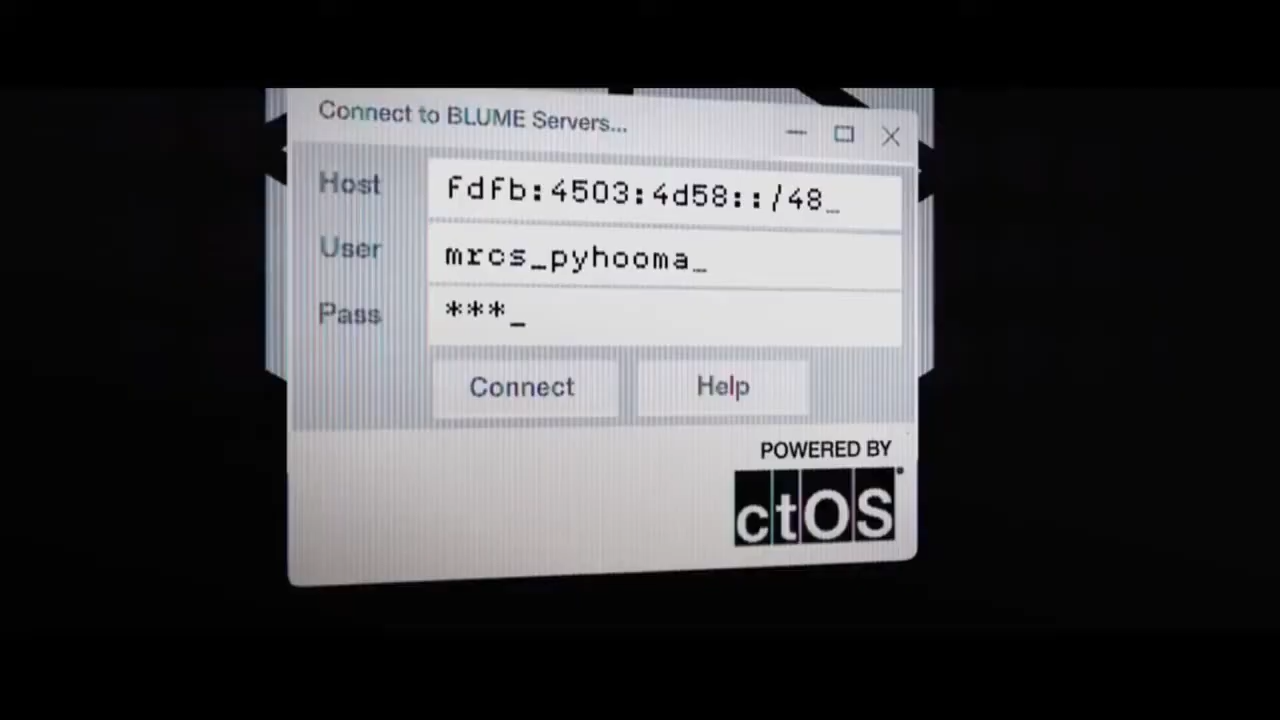 Connect to BLUME Servers...
Host fdfb:4503:4d58::/48_
User mrcs_pyhooma_
Pass ***_
Connect Help
POWERED BY
ctOS